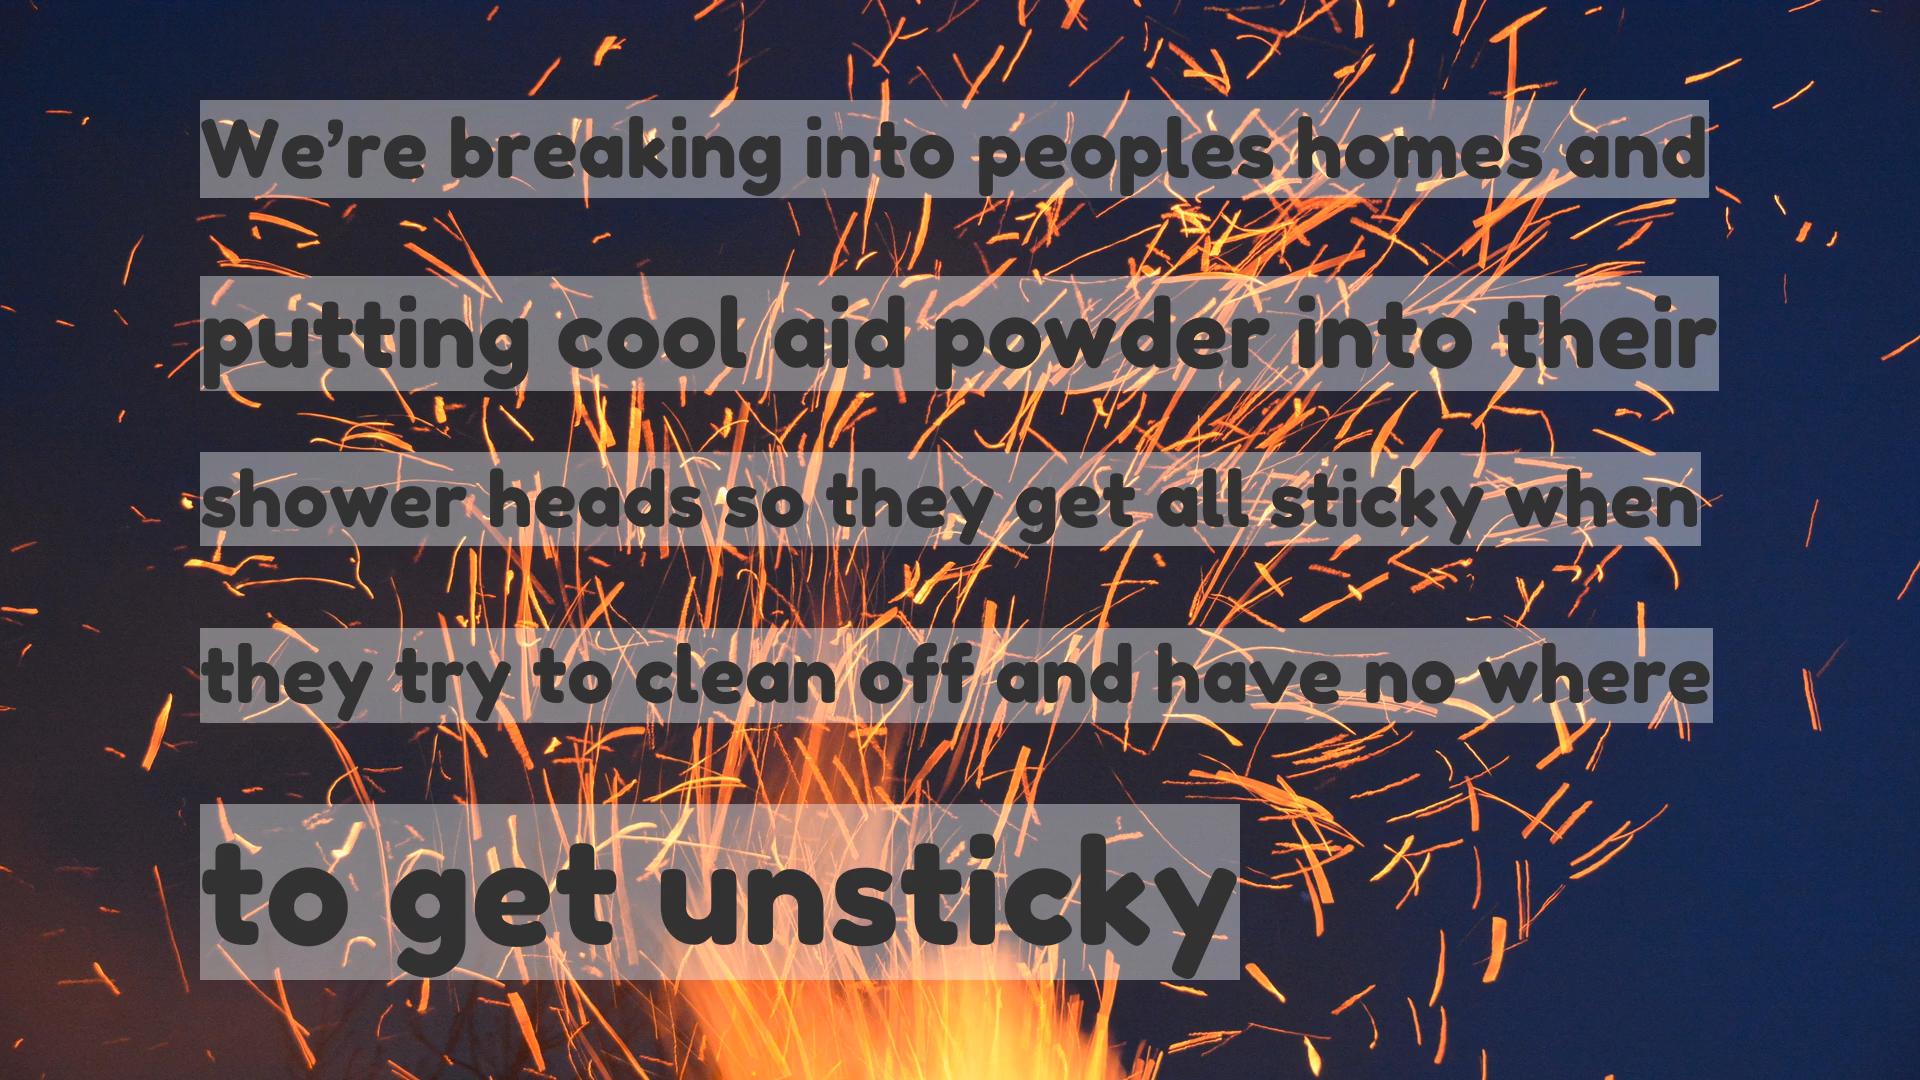 We’re breaking into peoples homes and
putting cool aid powder into their
shower heads so they get all sticky when
they try to clean off and have no where
to get unsticky